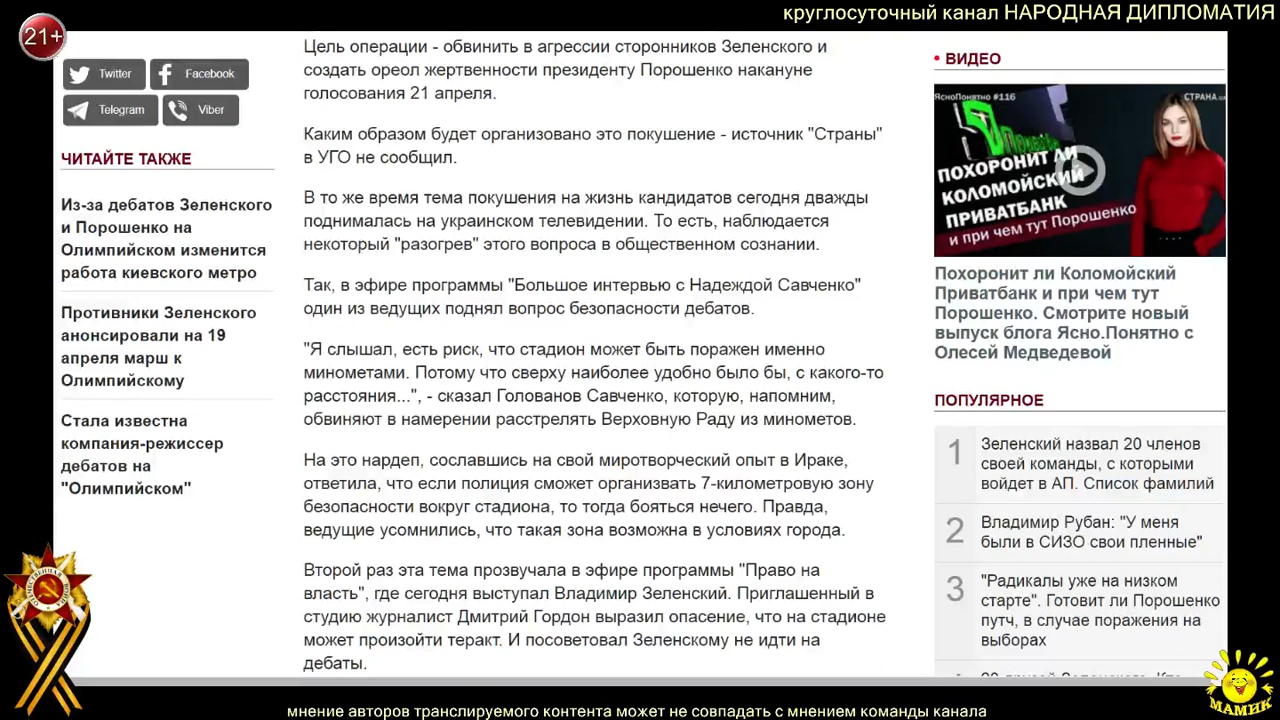 круглосуточный канал НАРОДНАЯ ДИПЛОМАТИЯ
21+
Twitter
Facebook
Telegram
Viber
ЧИТАЙТЕ ТАКЖЕ
Из-за дебатов Зеленского
и Порошенко на
Олимпийском изменится
работа киевского метро
Противники Зеленского
анонсировали на 19
апреля марш к
Олимпийскому
Стала известна
компания-режиссер
дебатов на
"Олимпийском"
Цель операции - обвинить в агрессии сторонников Зеленского и
создать ореол жертвенности президенту Порошенко накануне
голосования 21 апреля.
Каким образом будет организовано это покушение - источник "Страны"
в УГО не сообщил.
В то же время тема покушения на жизнь кандидатов сегодня дважды
поднималась на украинском телевидении. То есть, наблюдается
некоторый "разогрев" этого вопроса в общественном сознании.
Так, в эфире программы "Большое интервью с Надеждой Савченко"
один из ведущих поднял вопрос безопасности дебатов.
"Я слышал, есть риск, что стадион может быть поражен именно
минометами. Потому что сверху наиболее удобно было бы, с какого-то
расстояния...", - сказал Голованов Савченко, которую, напомним,
обвиняют в намерении расстрелять Верховную Раду из минометов.
На это нардеп, сославшись на свой миротворческий опыт в Ираке,
ответила, что если полиция сможет организвать 7-километровую зону
безопасности вокруг стадиона, то тогда бояться нечего. Правда,
ведущие усомнились, что такая зона возможна в условиях города.
Второй раз эта тема прозвучала в эфире программы "Право на
власть", где сегодня выступал Владимир Зеленский. Приглашенный в
студию журналист Дмитрий Гордон выразил опасение, что на стадионе
может произойти теракт. И посоветовал Зеленскому не идти на
дебаты.
ВИДЕО
ЯсноПонятно #116
СТРАНА.ua
ПОХОРОНИТ ЛИ
КОЛОМОЙСКИЙ
ПРИВАТБАНК
и при чем тут Порошенко
Похоронит ли Коломойский
Приватбанк и при чем тут
Порошенко. Смотрите новый
выпуск блога Ясно.Понятно с
Олесей Медведевой
ПОПУЛЯРНОЕ
1
Зеленский назвал 20 членов
своей команды, с которыми
войдет в АП. Список фамилий
2
Владимир Рубан: "У меня
были в СИЗО свои пленные"
3
"Радикалы уже на низком
старте". Готовит ли Порошенко
путч, в случае поражения на
выборах
ОТЕЧЕСТВЕННАЯ ВОЙНА
МАМИК
мнение авторов транслируемого контента может не совпадать с мнением команды канала